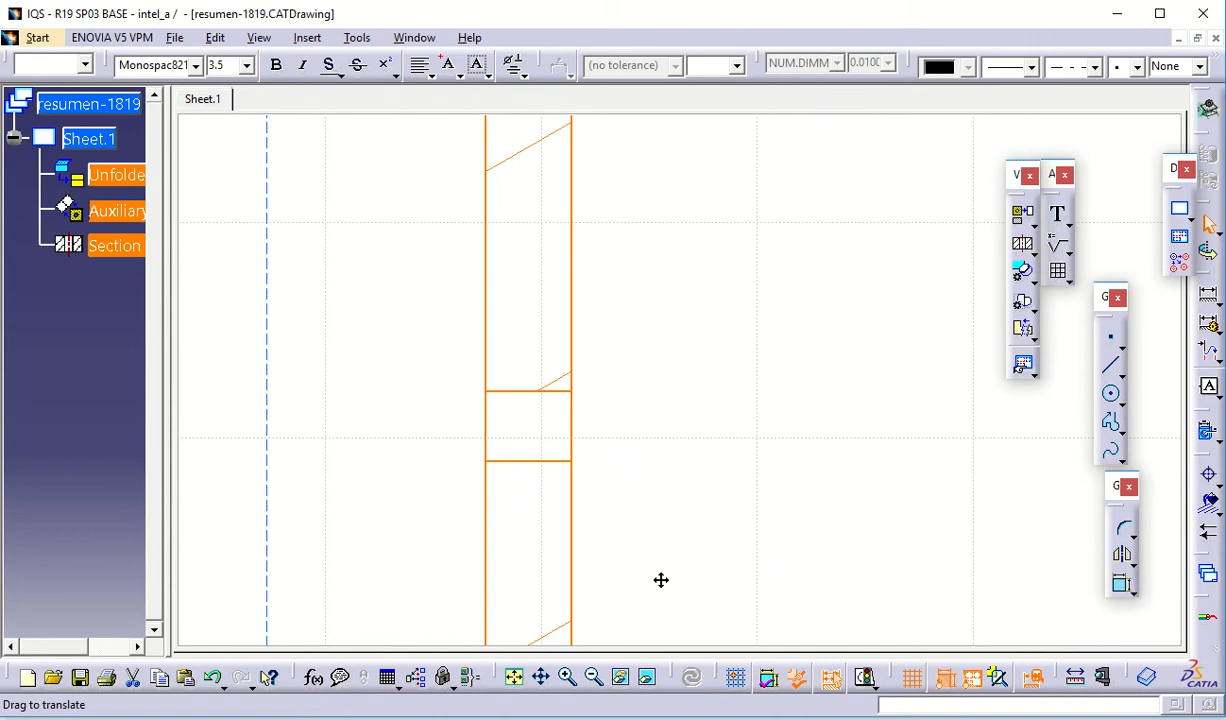 IQS - R19 SP03 BASE - intel_a / - [resumen-1819.CATDrawing]
Start ENOVIA V5 VPM File Edit View Insert Tools Window Help
Monospac821 3.5 B I S S (no tolerance) NUM.DIMM 0.0100 None
resumen-1819
Sheet.1
Sheet.1
Unfolde
Auxiliary
Section
V
A
D
T
G
G
A
f(x)
CATIA
Drag to translate